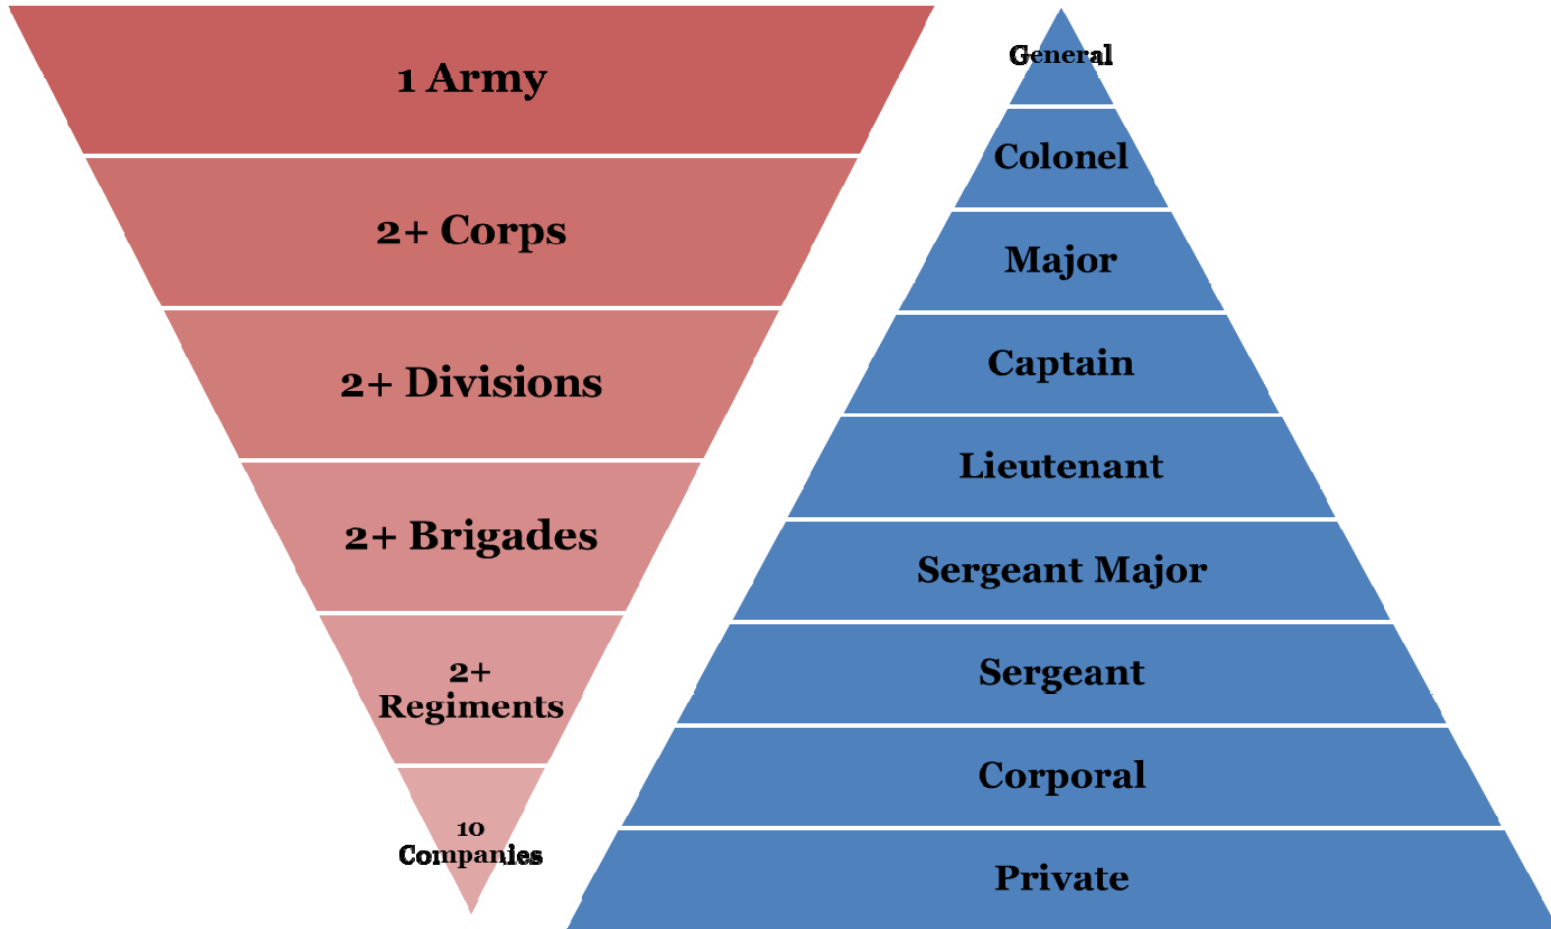 1 Army
2+ Corps
2+ Divisions
2+ Brigades
2+
Regiments
10
Companies
General
Colonel
Major
Captain
Lieutenant
Sergeant Major
Sergeant
Corporal
Private